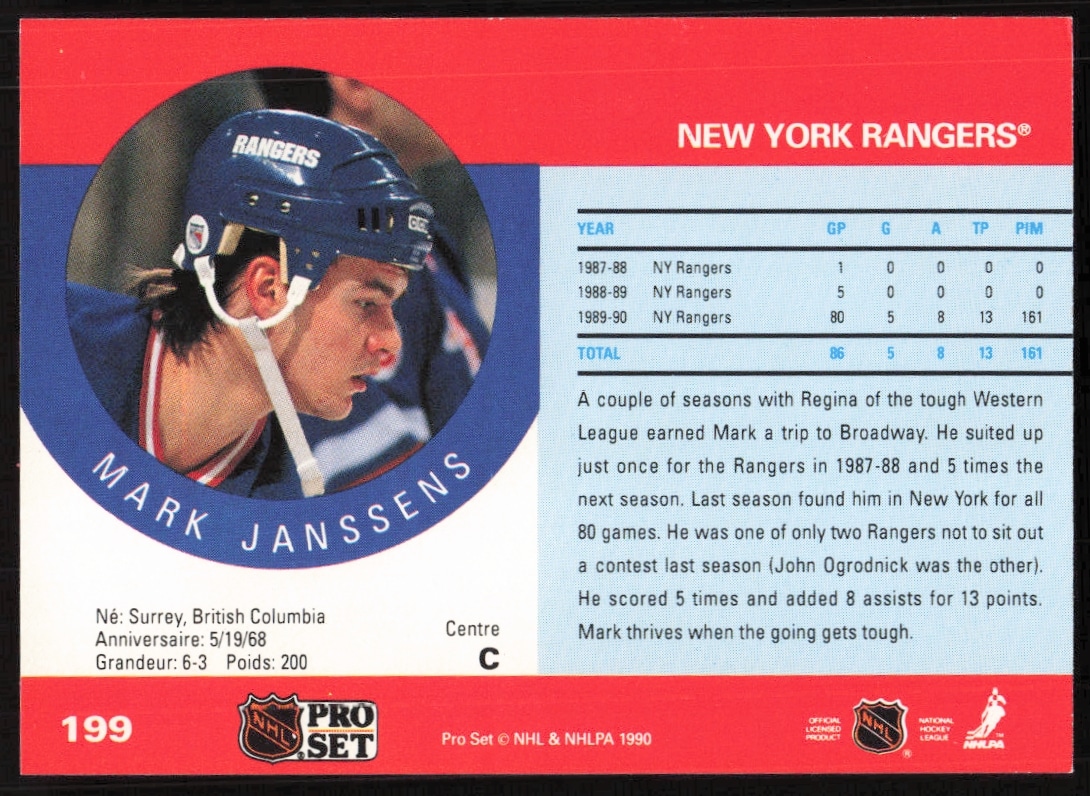 NEW YORK RANGERS®
RANGERS
YEAR GP G A TP PIM
1987-88 NY Rangers 1 0 0 0 0
1988-89 NY Rangers 5 0 0 0 0
1989-90 NY Rangers 80 5 8 13 161
TOTAL 86 5 8 13 161
A couple of seasons with Regina of the tough Western
League earned Mark a trip to Broadway. He suited up
just once for the Rangers in 1987-88 and 5 times the
next season. Last season found him in New York for all
80 games. He was one of only two Rangers not to sit out
a contest last season (John Ogrodnick was the other).
He scored 5 times and added 8 assists for 13 points.
Mark thrives when the going gets tough.
MARK JANSSENS
Né: Surrey, British Columbia
Anniversaire: 5/19/68
Grandeur: 6-3 Poids: 200
Centre
C
199
NHL
PRO
SET
Pro Set © NHL & NHLPA 1990
OFFICIAL
LICENSED
PRODUCT
NHL®
NATIONAL
HOCKEY
LEAGUE
NHLPA™